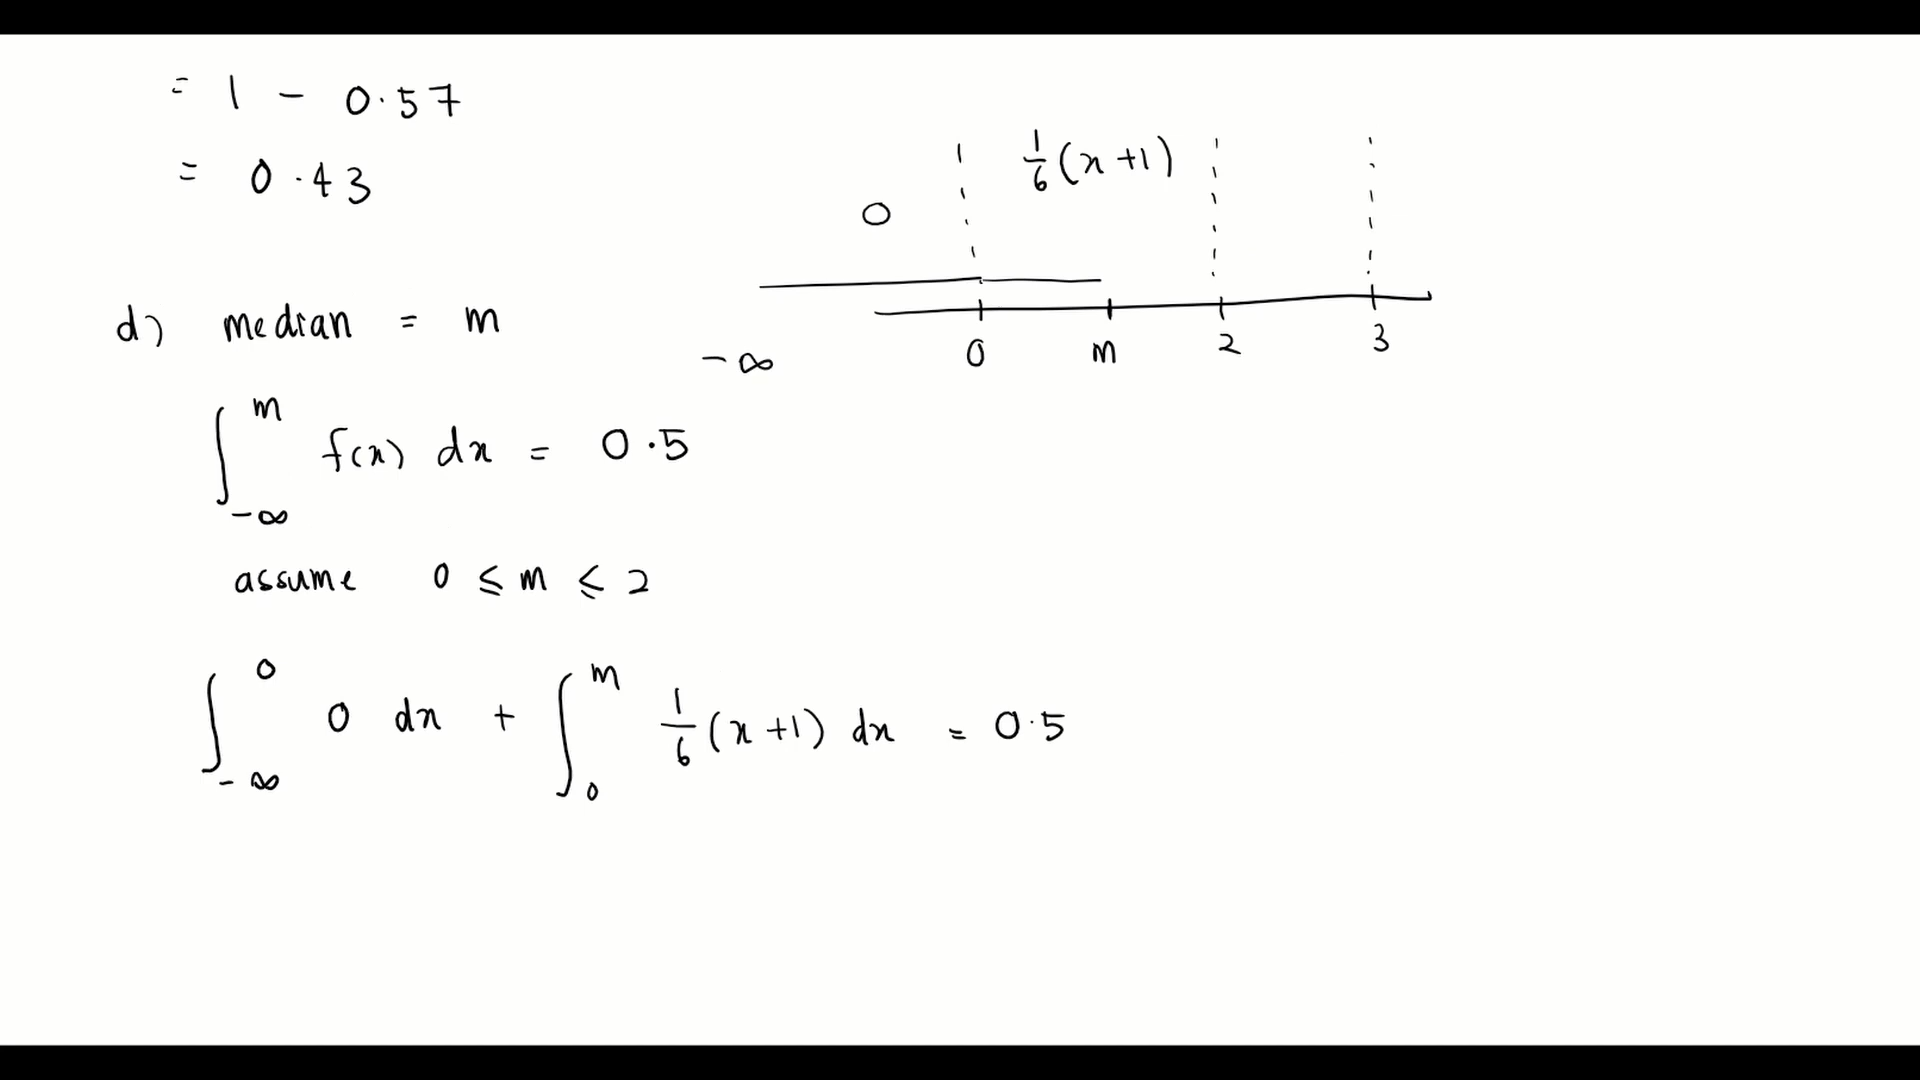 = 1 - 0.57
= 0.43
0 1/6 (x+1)
0 m 2 3
-∞
d) median = m
∫_{-∞}^{m} f(x) dx = 0.5
assume 0 ≤ m ≤ 2
∫_{-∞}^{0} 0 dx + ∫_{0}^{m} 1/6 (x+1) dx = 0.5